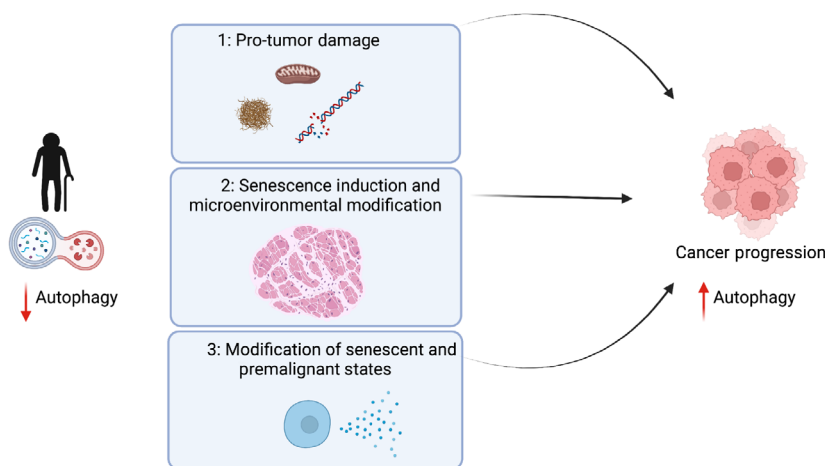 1: Pro-tumor damage
2: Senescence induction and
microenvironmental modification
3: Modification of senescent and
premalignant states
Autophagy
Cancer progression
Autophagy